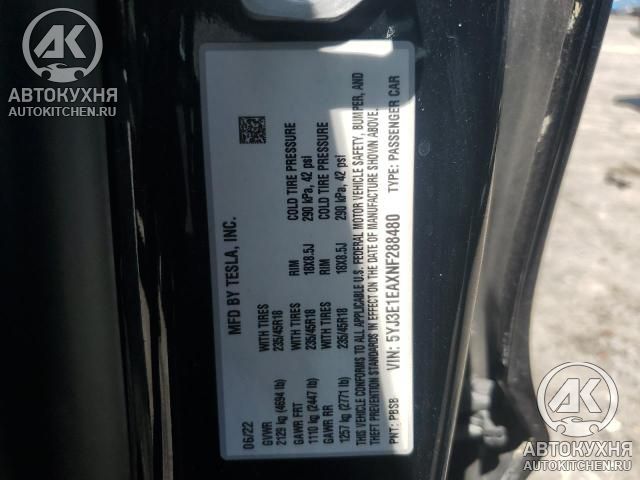 AK
АВТОКУХНЯ
AUTOKITCHEN.RU
MFD BY TESLA, INC.
06/22
GVWR
2129 kg (4694 lb)
GAWR FRT WITH TIRES RIM COLD TIRE PRESSURE
1110 kg (2447 lb) 235/45R18 18X8.5J 290 kPa, 42 psi
GAWR RR WITH TIRES RIM COLD TIRE PRESSURE
1257 kg (2771 lb) 235/45R18 18X8.5J 290 kPa, 42 psi
THIS VEHICLE CONFORMS TO ALL APPLICABLE U.S. FEDERAL MOTOR VEHICLE SAFETY, BUMPER, AND
THEFT PREVENTION STANDARDS IN EFFECT ON THE DATE OF MANUFACTURE SHOWN ABOVE.
VIN: 5YJ3E1EAXNF288480
PNT: PBSB TYPE: PASSENGER CAR
AK
АВТОКУХНЯ
AUTOKITCHEN.RU